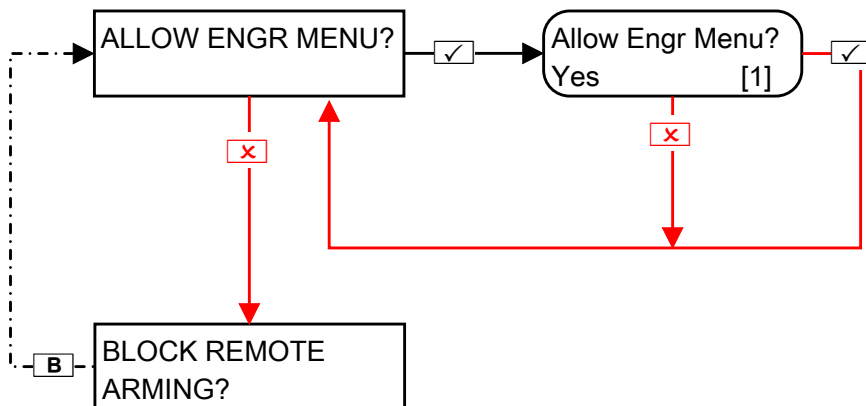 ALLOW ENGR MENU?
✓
Allow Engr Menu?
Yes [1]
✓
✗
✗
BLOCK REMOTE
ARMING?
B